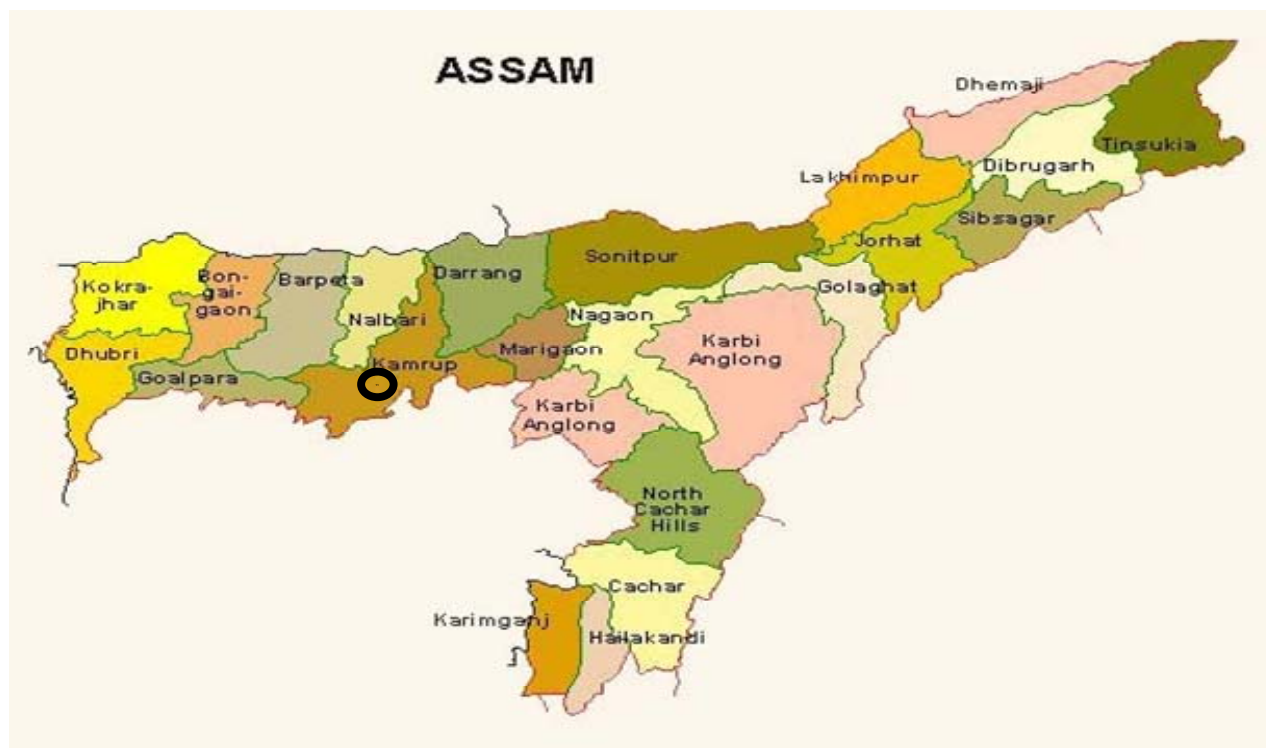 ASSAM
Dhemaji
Tinsukia
Dibrugarh
Lakhimpur
Sibsagar
Jorhat
Sonitpur
Darrang
Bon-
gai-
gaon
Barpeta
Kokra-
jhar
Golaghat
Nagaon
Nalbari
Karbi
Anglong
Marigaon
Dhubri
Kamrup
Goalpara
Karbi
Anglong
North
Cachar
Hills
Cachar
Karimganj
Hailakandi